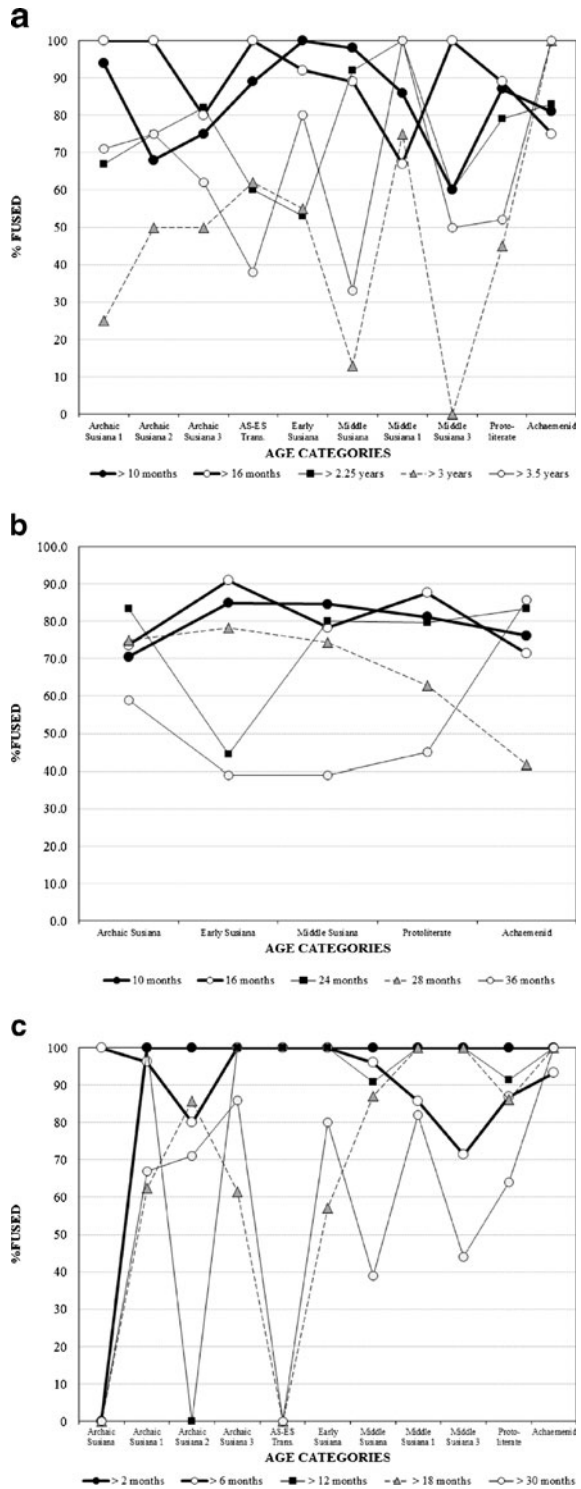 a
100
90
80
70
60
50
40
30
20
10
0
% FUSED
Archaic Susiana 1
Archaic Susiana 2
Archaic Susiana 3
AS-ES Trans.
Early Susiana
Middle Susiana
Middle Susiana 1
Middle Susiana 3
Proto-literate
Achaemenid
AGE CATEGORIES
> 10 months > 16 months > 2.25 years > 3 years > 3.5 years
b
100.0
90.0
80.0
70.0
60.0
50.0
40.0
30.0
20.0
10.0
0.0
%FUSED
Archaic Susiana Early Susiana Middle Susiana Protoliterate Achaemenid
AGE CATEGORIES
10 months 16 months 24 months 28 months 36 months
c
100
90
80
70
60
50
40
30
20
10
0
%FUSED
Archaic Susiana
Archaic Susiana 1
Archaic Susiana 2
Archaic Susiana 3
AS-ES Trans.
Early Susiana
Middle Susiana
Middle Susiana 1
Middle Susiana 3
Proto-literate
Achaemenid
AGE CATEGORIES
> 2 months > 6 months > 12 months > 18 months > 30 months